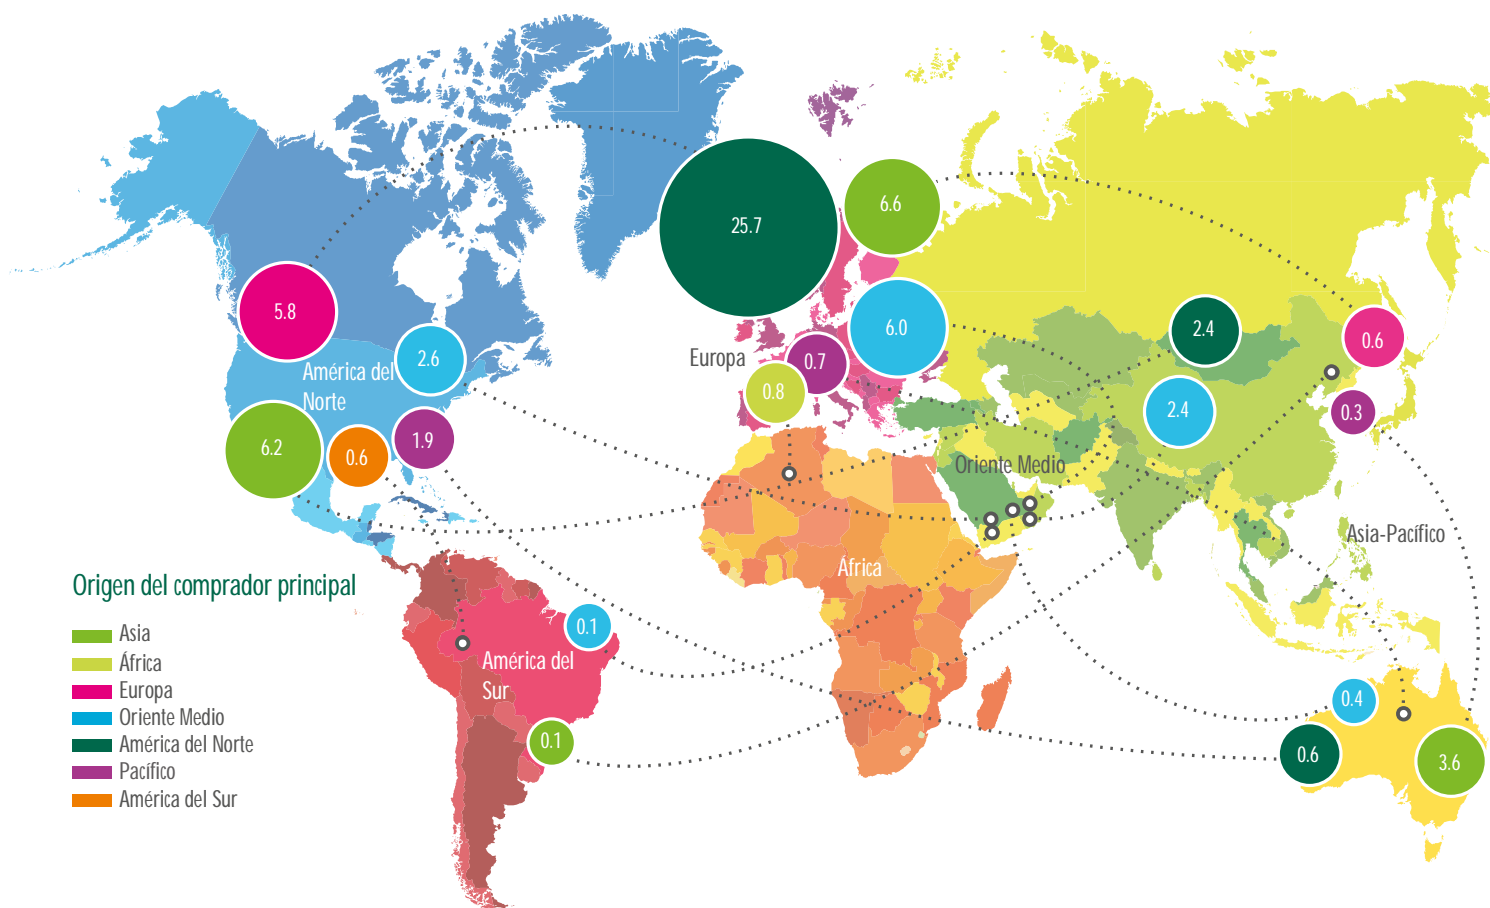 25.7
6.6
5.8
6.0
2.4
0.6
Europa
0.7
2.6
América del
Norte
0.8
2.4
0.3
6.2
0.6
1.9
Oriente Medio
Asia-Pacífico
África
Origen del comprador principal
Asia
África
Europa
Oriente Medio
América del Norte
Pacífico
América del Sur
0.1
América del
Sur
0.1
0.4
0.6
3.6